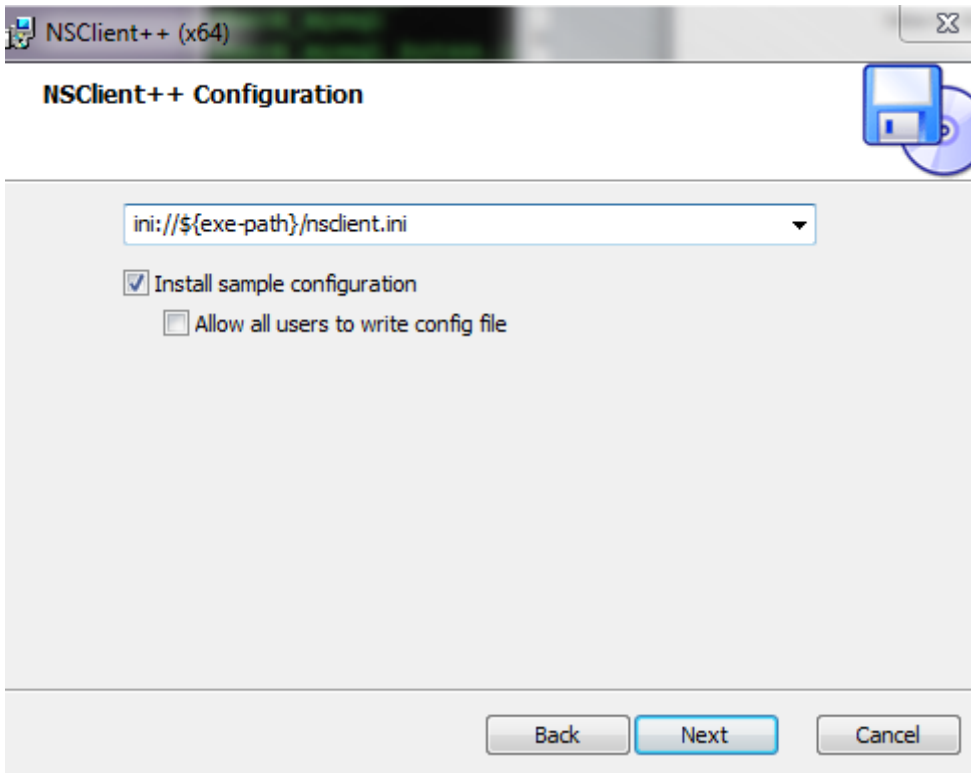 NSClient++ (x64)
NSClient++ Configuration
ini://${exe-path}/nsclient.ini
Install sample configuration
Allow all users to write config file
Back Next Cancel